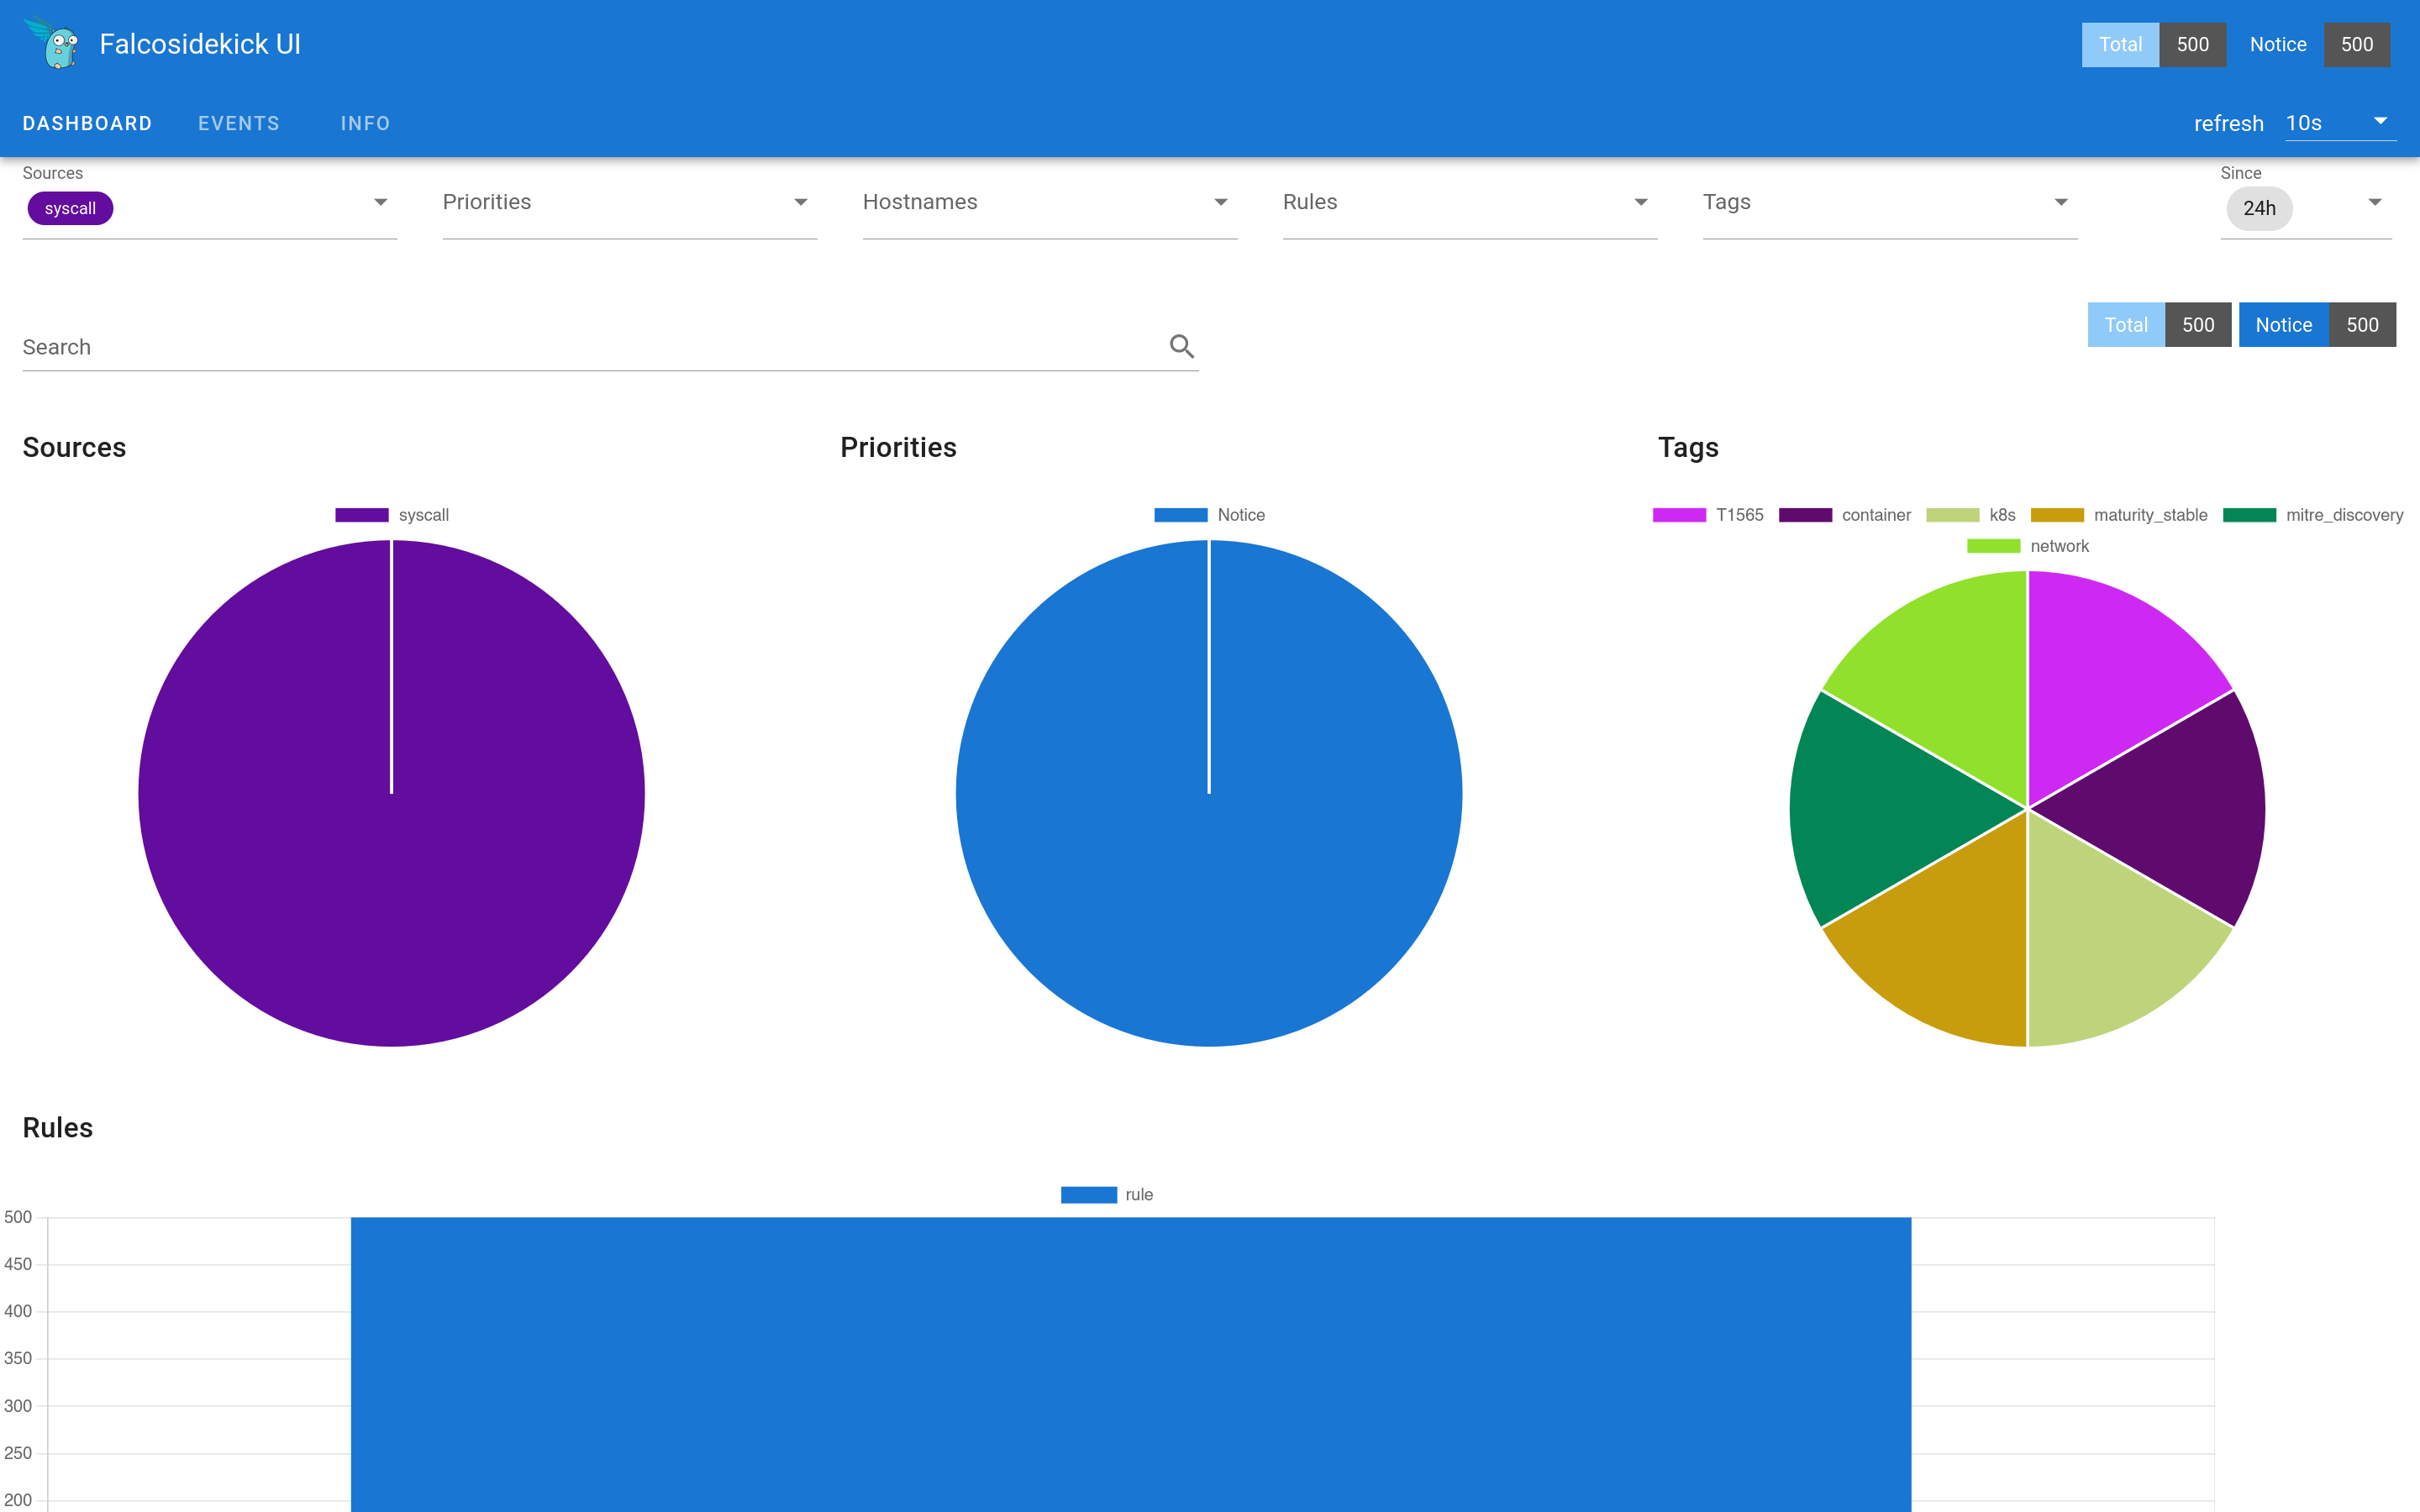 Falcosidekick UI
Total 500 Notice 500
DASHBOARD EVENTS INFO
refresh 10s
Sources
syscall
Priorities
Hostnames
Rules
Tags
Since
24h
Search
Total 500 Notice 500
Sources
Priorities
Tags
syscall
Notice
T1565 container k8s maturity_stable mitre_discovery
network
Rules
rule
500
450
400
350
300
250
200